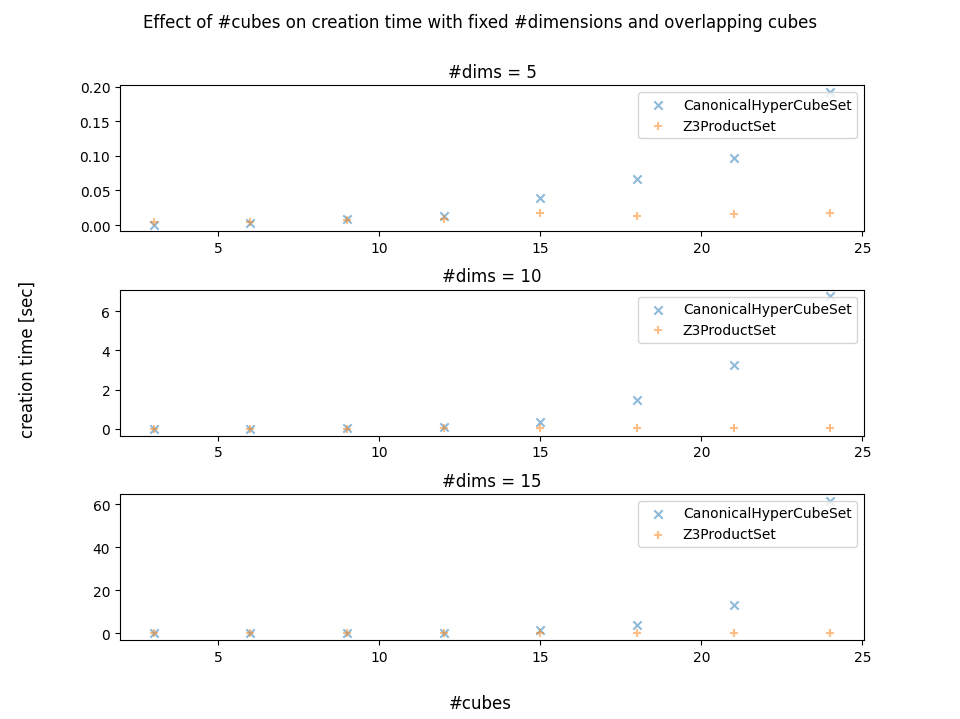 Effect of #cubes on creation time with fixed #dimensions and overlapping cubes
#dims = 5
0.20
0.15
0.10
0.05
0.00
CanonicalHyperCubeSet
Z3ProductSet
5 10 15 20 25
#dims = 10
6
4
2
0
CanonicalHyperCubeSet
Z3ProductSet
5 10 15 20 25
#dims = 15
60
40
20
0
CanonicalHyperCubeSet
Z3ProductSet
5 10 15 20 25
creation time [sec]
#cubes